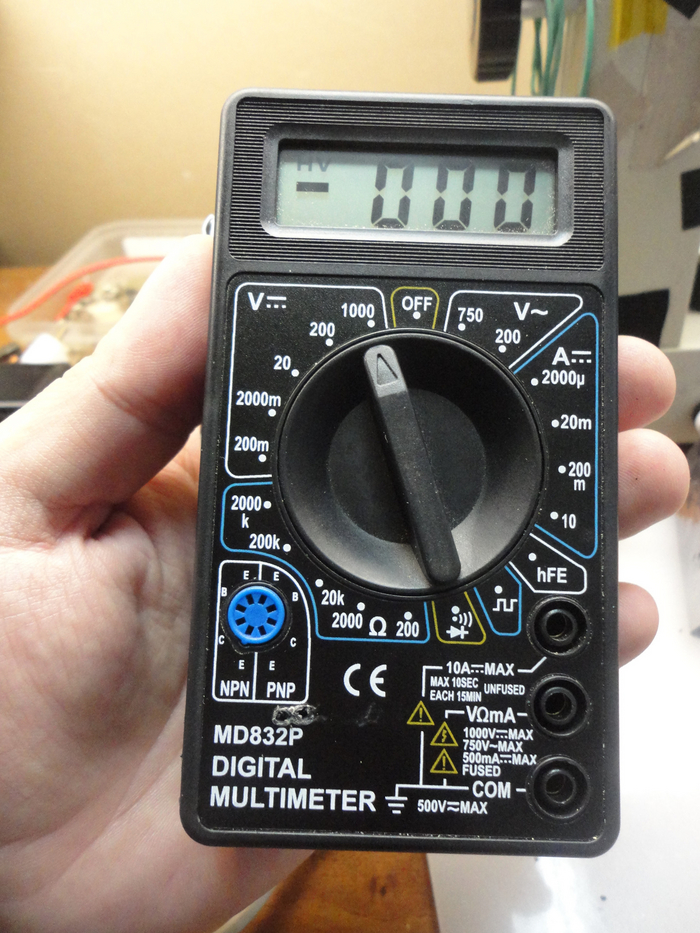 HV
- 000
V⎓ 1000 OFF 750 V~
200 200
20 A⎓
2000µ
2000m 20m
200m 200
m
2000 10
k
200k hFE
20k
2000 Ω 200
E E
B B
C C
E E
NPN PNP
CE
10A⎓MAX
MAX 10SEC UNFUSED
EACH 15MIN
VΩmA
1000V⎓MAX
750V~MAX
500mA⎓MAX
FUSED
COM
500V⎓MAX
MD832P
DIGITAL
MULTIMETER